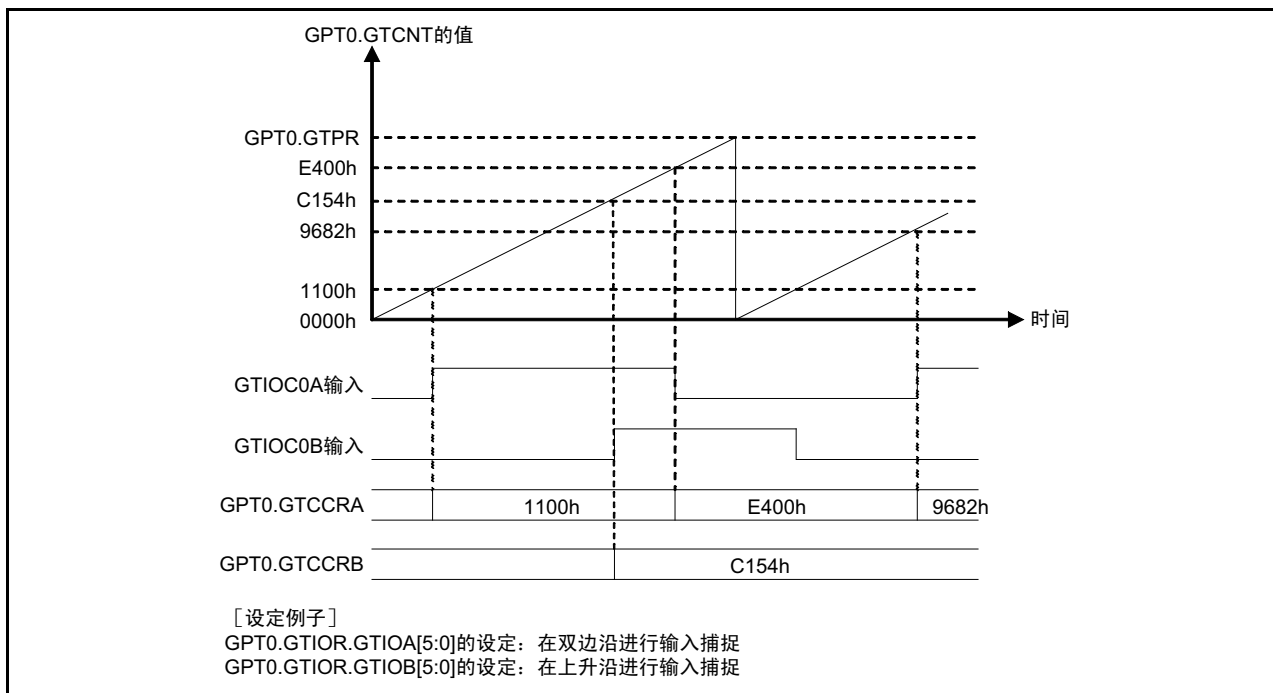 GPT0.GTCNT的值
GPT0.GTPR
E400h
C154h
9682h
1100h
0000h
时间
GTIOC0A输入
GTIOC0B输入
GPT0.GTCCRA 1100h E400h 9682h
GPT0.GTCCRB C154h
［设定例子］
GPT0.GTIOR.GTIOA[5:0]的设定：在双边沿进行输入捕捉
GPT0.GTIOR.GTIOB[5:0]的设定：在上升沿进行输入捕捉